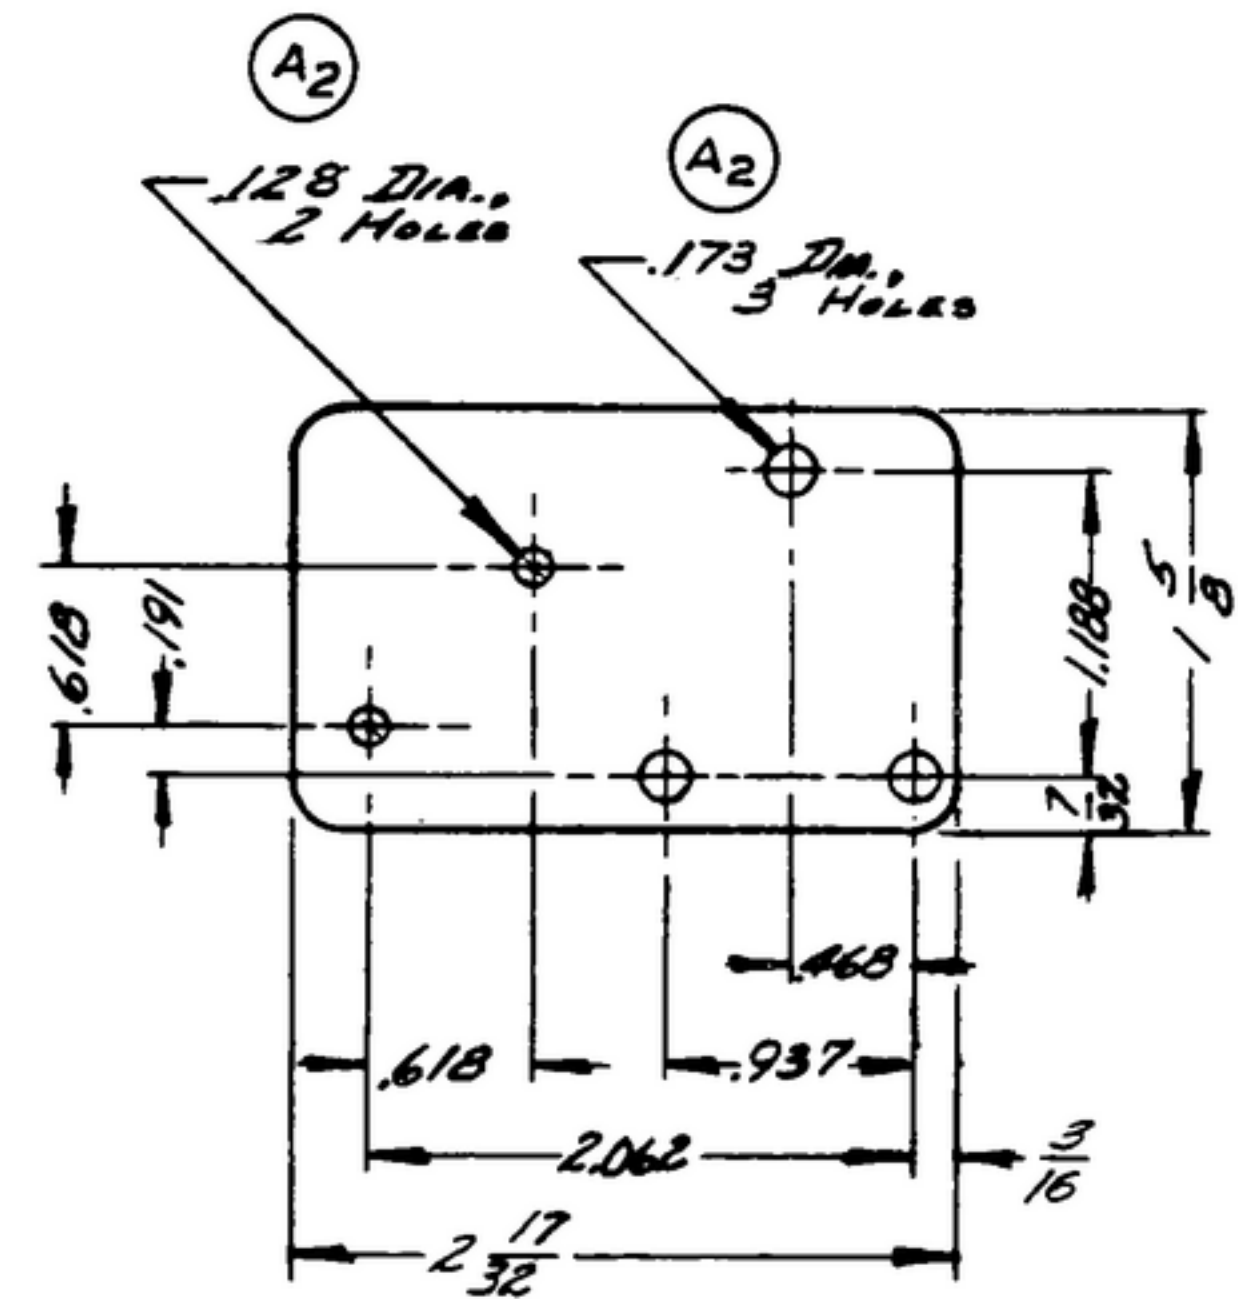 A2
.128 DIA.,
2 HOLES
A2
.173 DIA.,
3 HOLES
.618
.191
1.188
1 5/8
7/32
.468
.618
.937
2.062
3/16
2 17/32